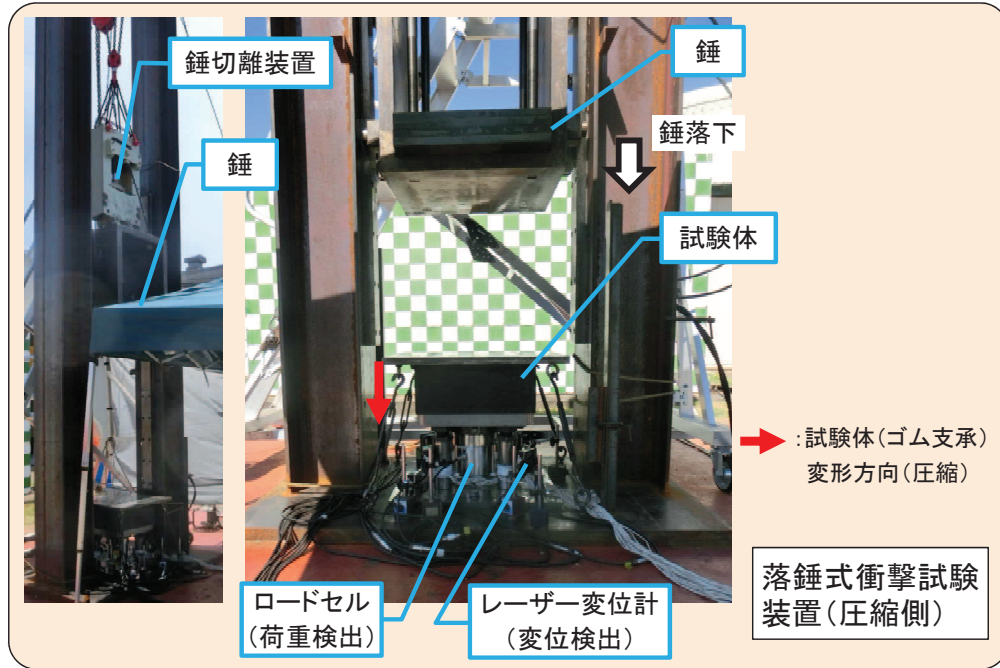 錘切離装置
錘
錘
錘落下
試験体
:試験体(ゴム支承)
変形方向(圧縮)
ロードセル
(荷重検出)
レーザー変位計
(変位検出)
落錘式衝撃試験
装置(圧縮側)